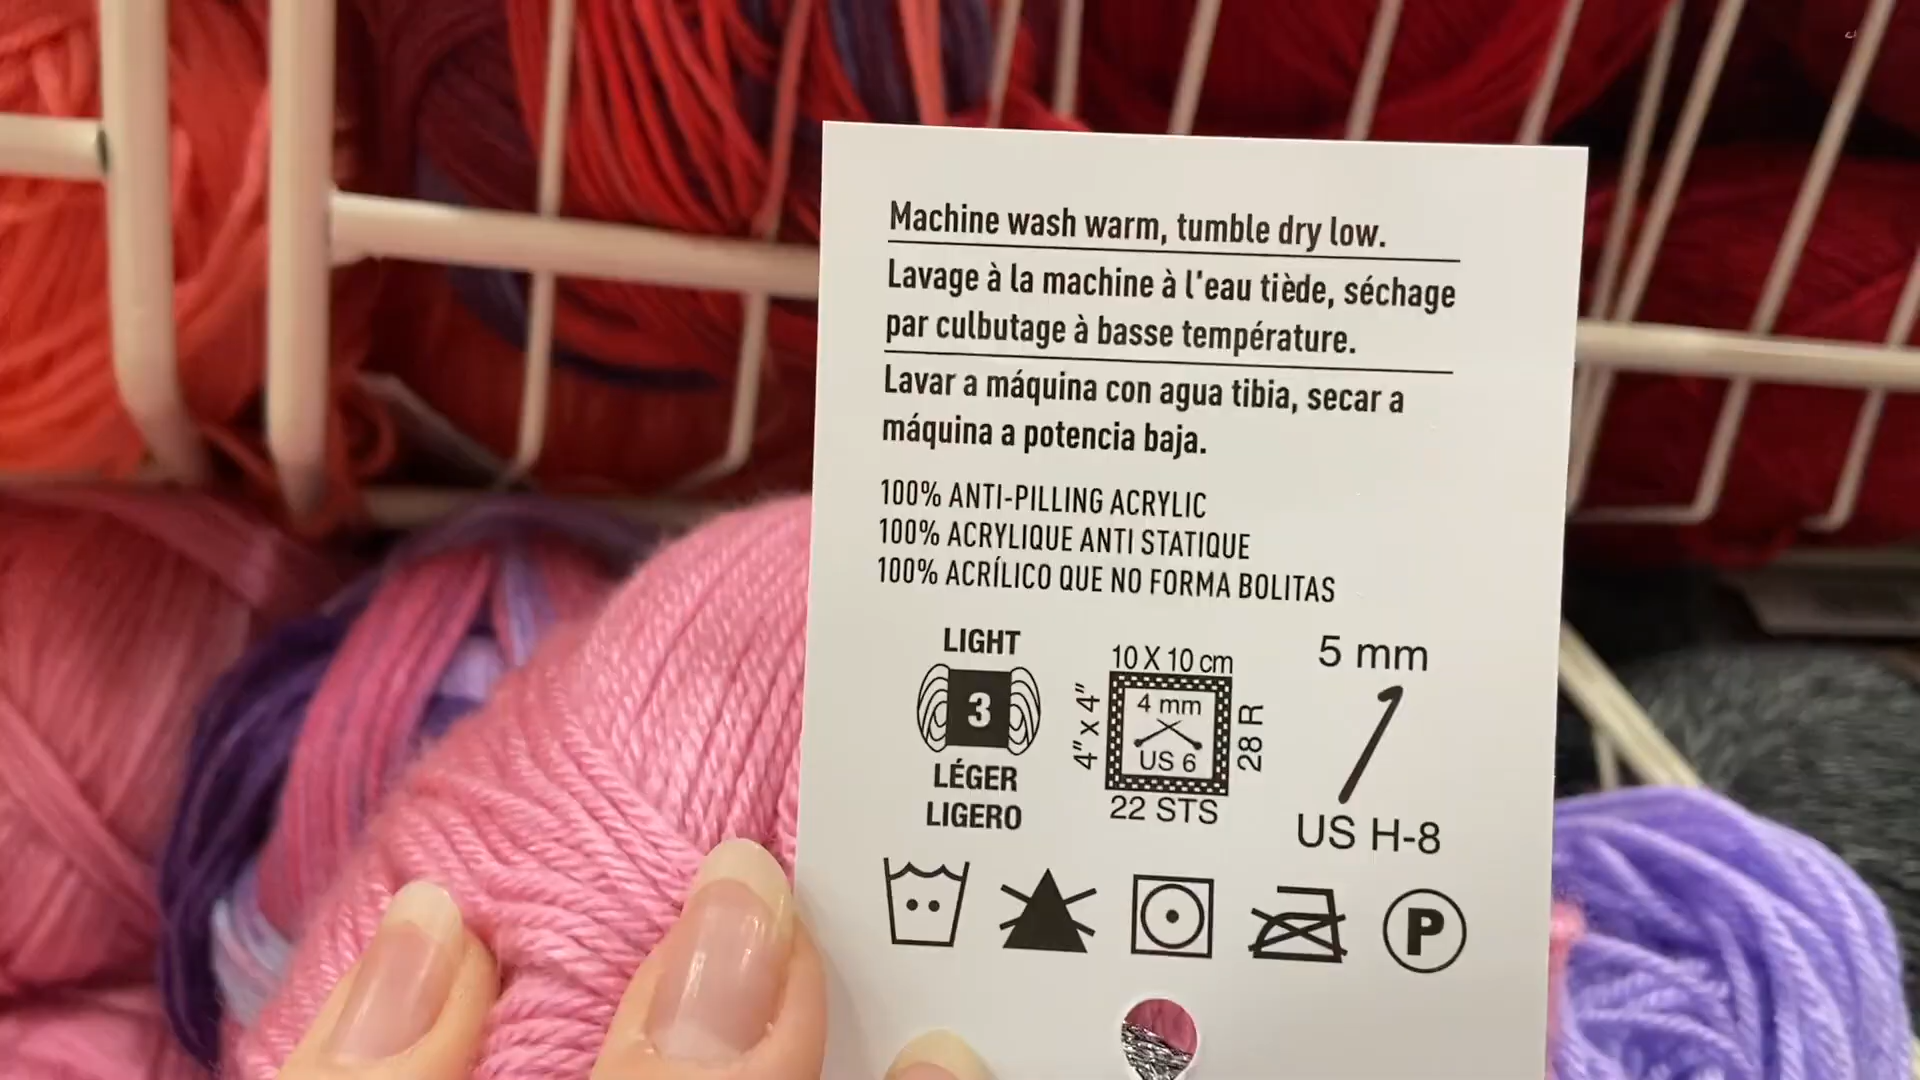 Machine wash warm, tumble dry low.
Lavage à la machine à l'eau tiède, séchage
par culbutage à basse température.
Lavar a máquina con agua tibia, secar a
máquina a potencia baja.
100% ANTI-PILLING ACRYLIC
100% ACRYLIQUE ANTI STATIQUE
100% ACRÍLICO QUE NO FORMA BOLITAS
LIGHT
3
LÉGER
LIGERO
10 X 10 cm
4" x 4"
4 mm
US 6
28 R
22 STS
5 mm
US H-8
P